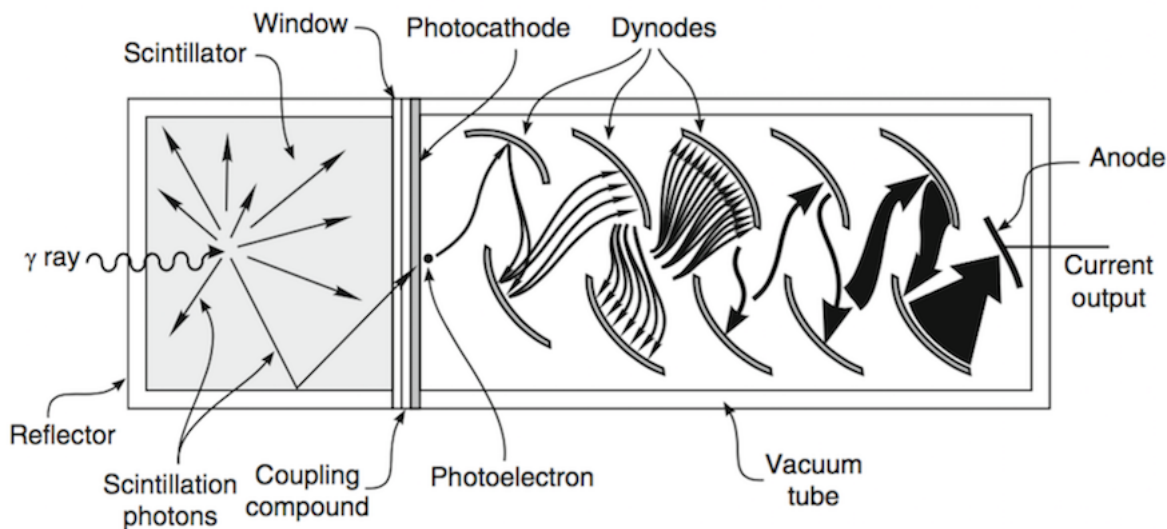 Window
Photocathode
Dynodes
Scintillator
Anode
γ ray
Current
output
Reflector
Scintillation
photons
Coupling
compound
Photoelectron
Vacuum
tube